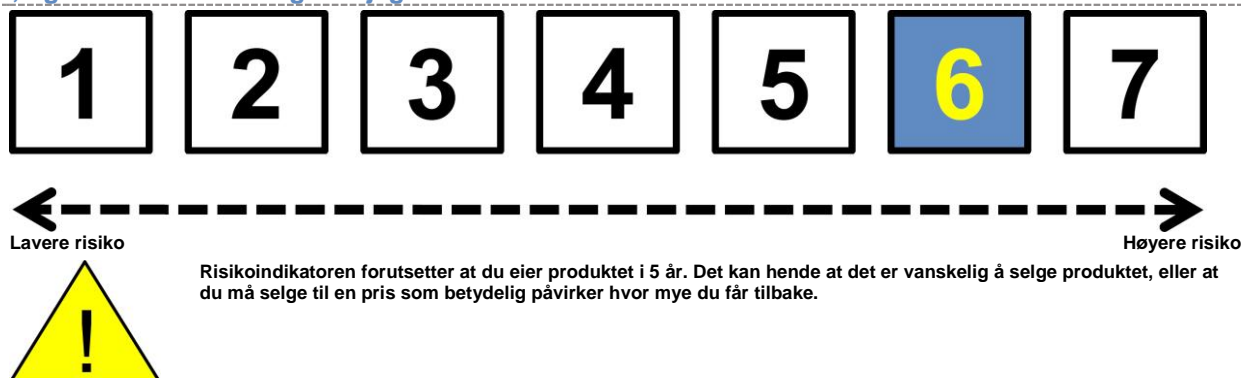 1 2 3 4 5 6 7
Lavere risiko Høyere risiko
Risikoindikatoren forutsetter at du eier produktet i 5 år. Det kan hende at det er vanskelig å selge produktet, eller at
du må selge til en pris som betydelig påvirker hvor mye du får tilbake.
!